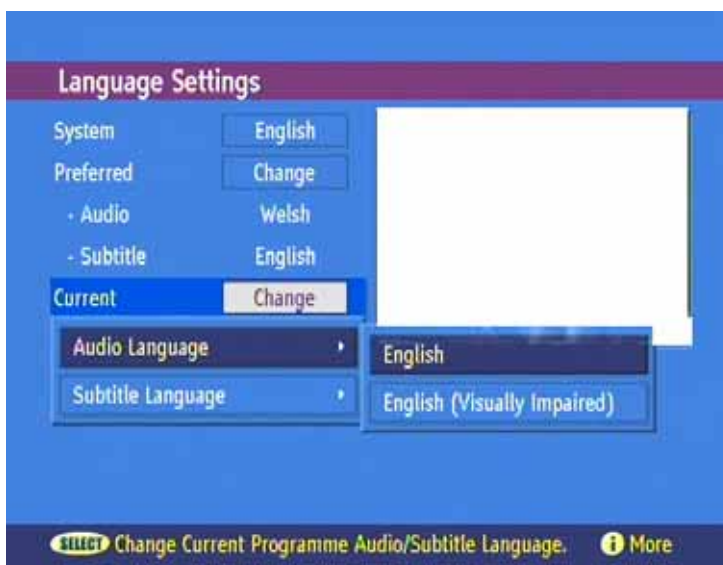 Language Settings
System English
Preferred Change
- Audio Welsh
- Subtitle English
Current Change
Audio Language
English
Subtitle Language
English (Visually Impaired)
SELECT Change Current Programme Audio/Subtitle Language. i More